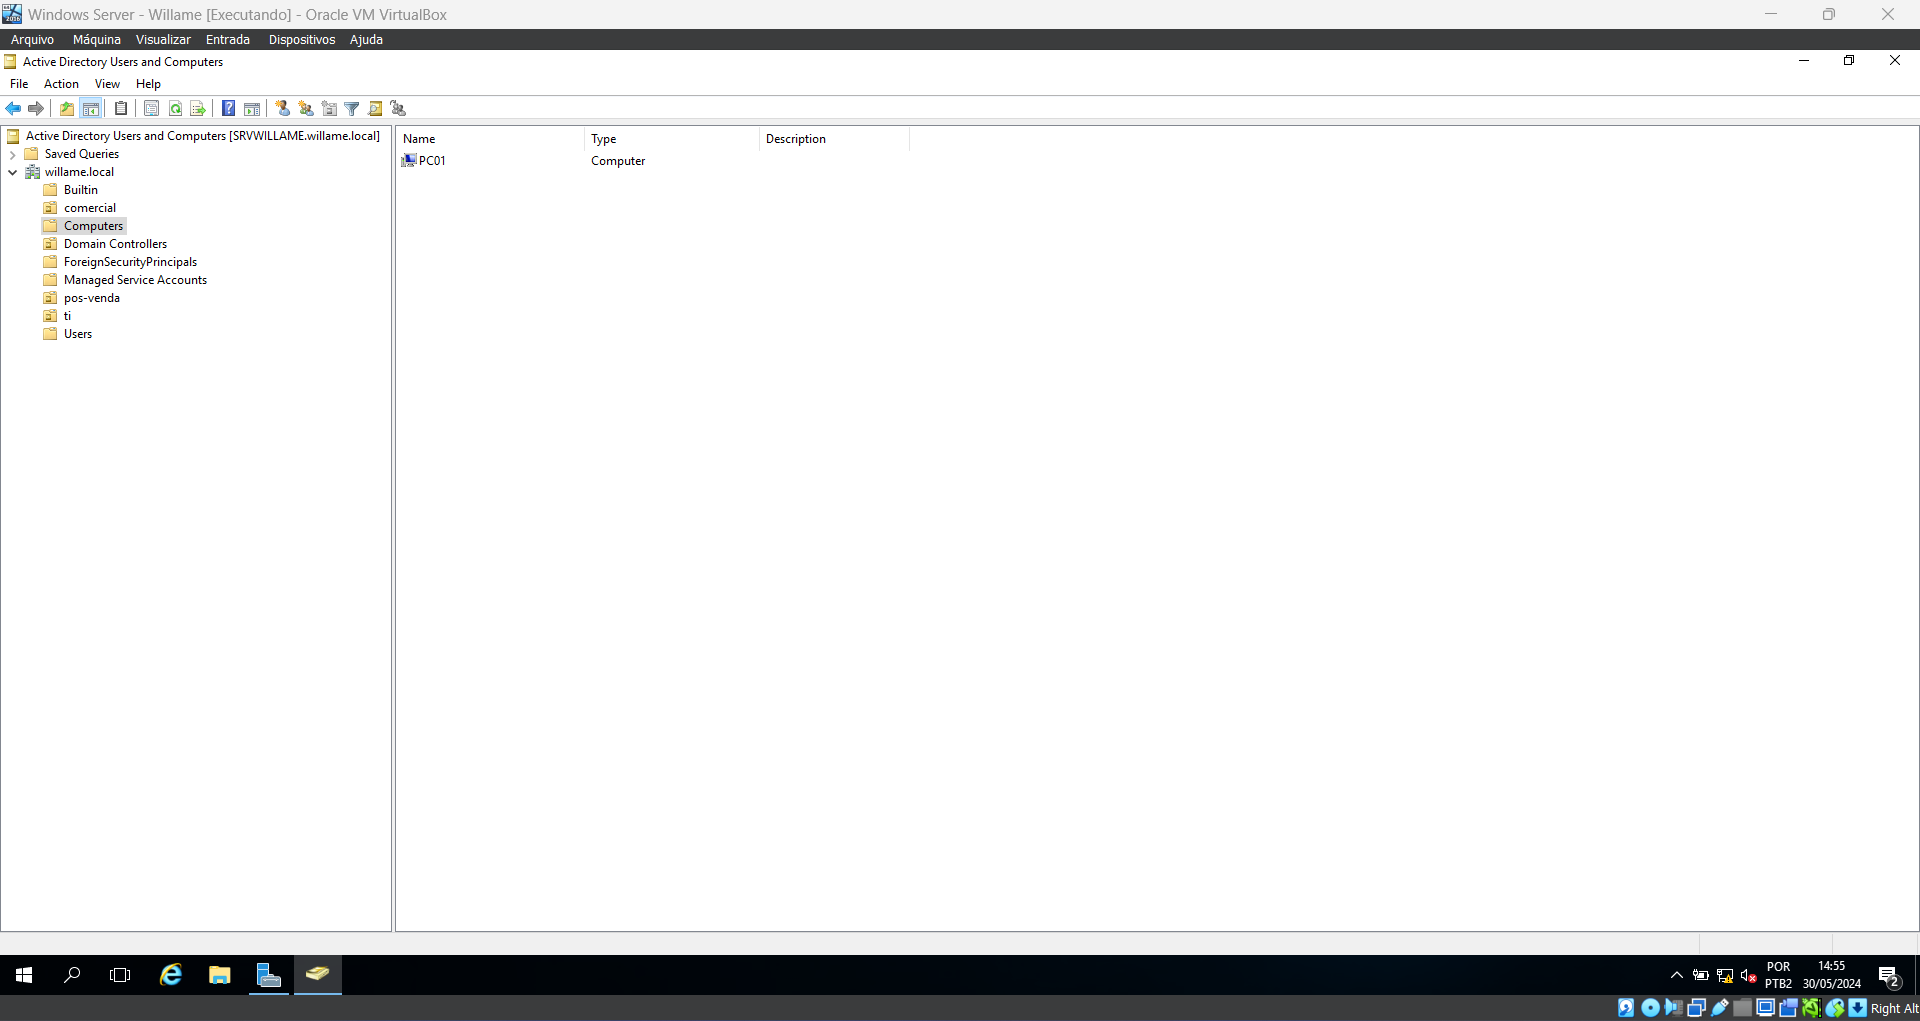 Windows Server - Willame [Executando] - Oracle VM VirtualBox
Arquivo Máquina Visualizar Entrada Dispositivos Ajuda
Active Directory Users and Computers
File Action View Help
Active Directory Users and Computers [SRVWILLAME.willame.local]
Saved Queries
willame.local
Builtin
comercial
Computers
Domain Controllers
ForeignSecurityPrincipals
Managed Service Accounts
pos-venda
ti
Users
Name Type Description
PC01 Computer
POR
PTB2
14:55
30/05/2024
2
Right Alt